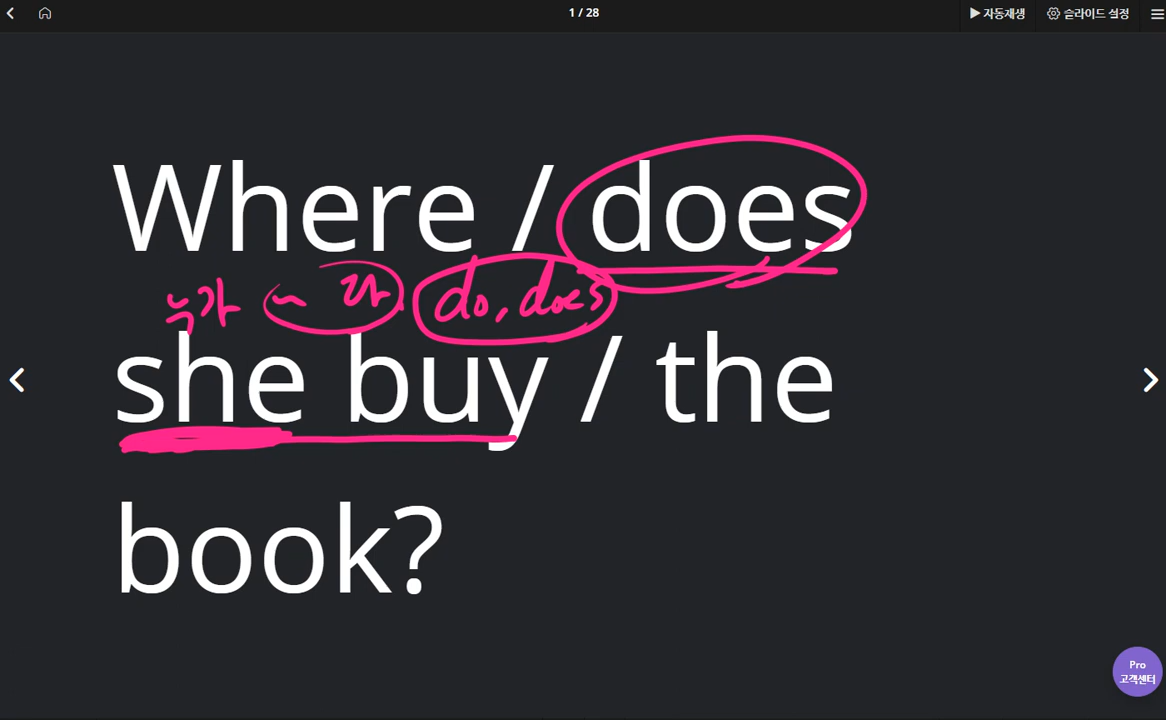 1 / 28
▶ 자동재생
슬라이드 설정
Where / does
누가 ~ 라 do, does
she buy / the
book?
Pro
고객센터